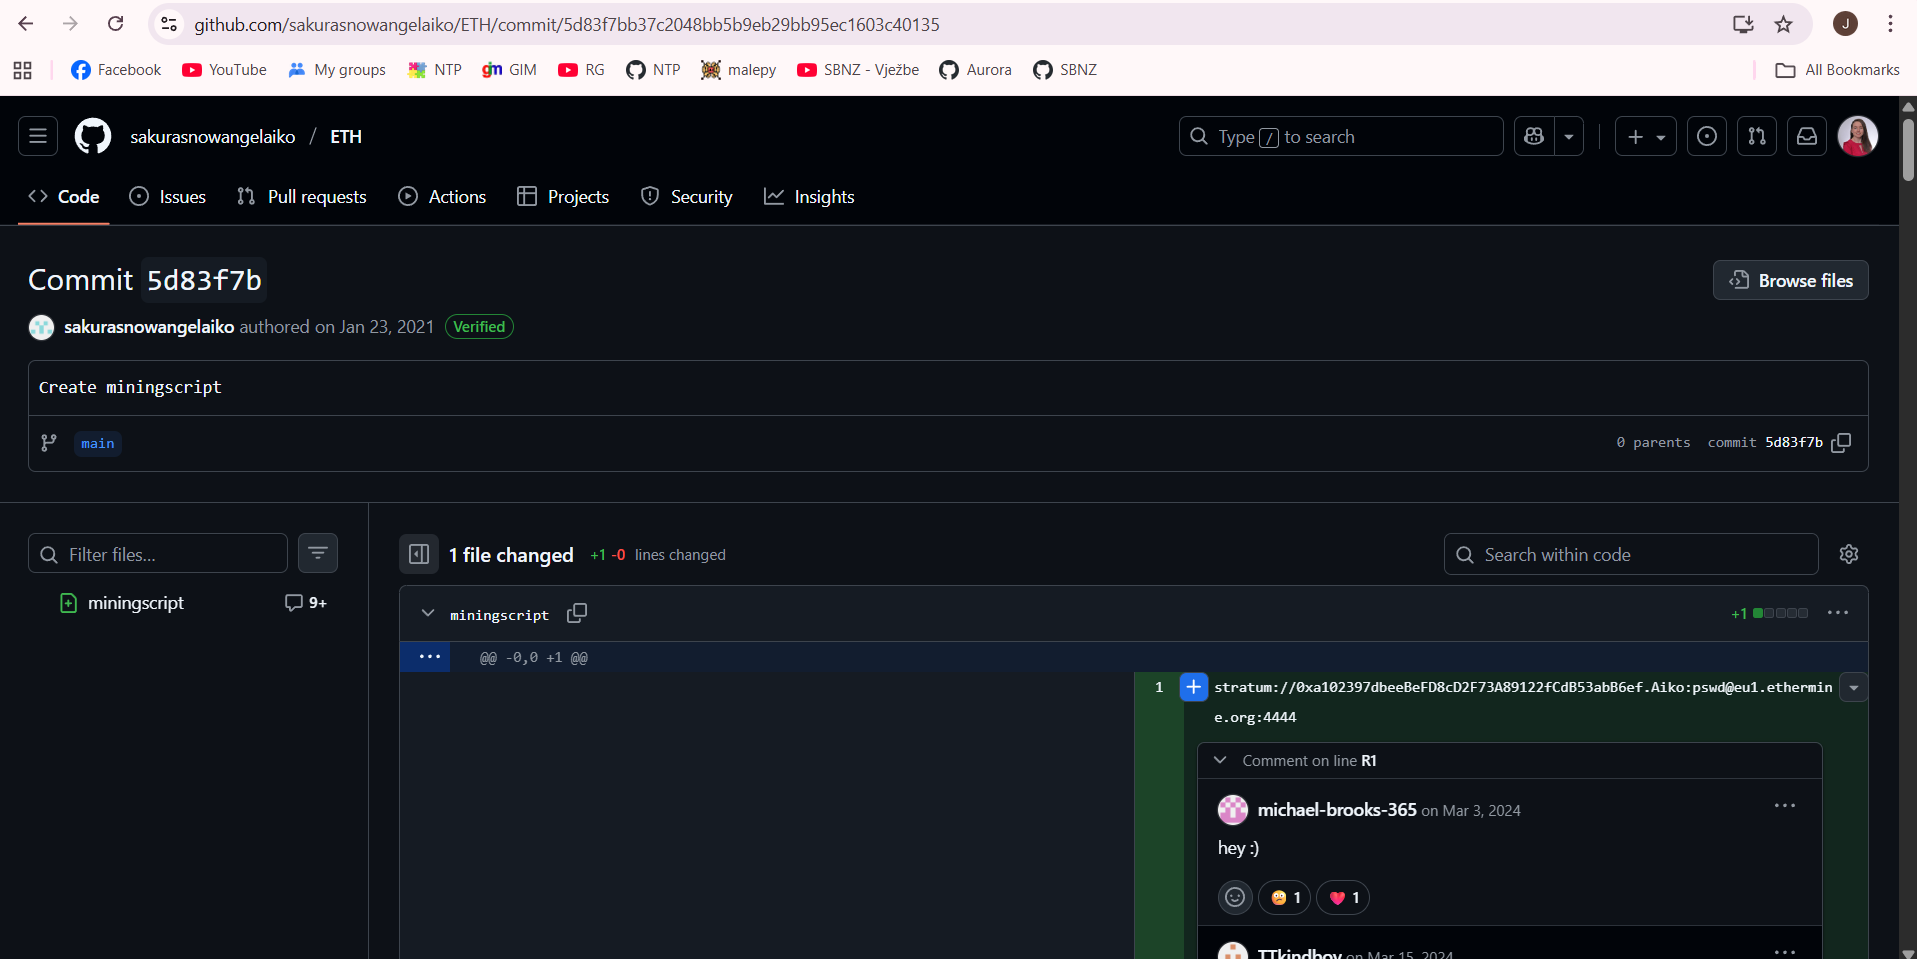 github.com/sakurasnowangelaiko/ETH/commit/5d83f7bb37c2048bb5b9eb29bb95ec1603c40135
J
Facebook YouTube My groups NTP gm GIM RG NTP malepy SBNZ - Vježbe Aurora SBNZ All Bookmarks
sakurasnowangelaiko / ETH Type / to search
Code Issues Pull requests Actions Projects Security Insights
Commit 5d83f7b Browse files
sakurasnowangelaiko authored on Jan 23, 2021 Verified
Create miningscript
main 0 parents commit 5d83f7b
Filter files... 1 file changed +1 -0 lines changed Search within code
miningscript 9+
miningscript +1
@@ -0,0 +1 @@
1 + stratum://0xa102397dbeeBeFD8cD2F73A89122fCdB53abB6ef.Aiko:pswd@eu1.ethermin
e.org:4444
Comment on line R1
michael-brooks-365 on Mar 3, 2024
hey :)
1 1
TTkindboy on Mar 15, 2024